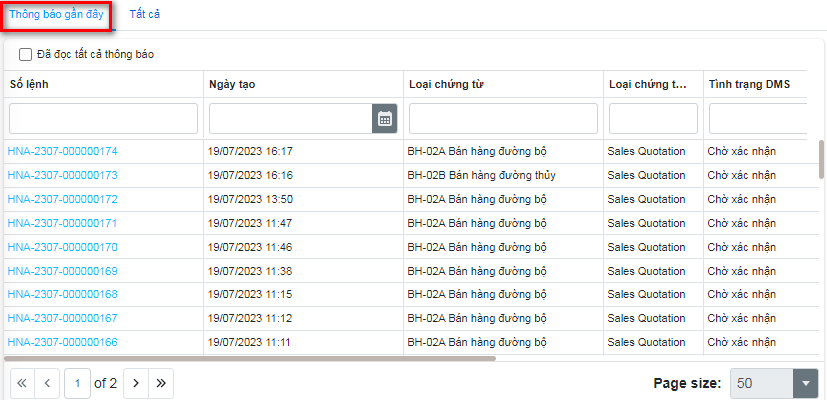 Thông báo gần đây Tất cả
Đã đọc tất cả thông báo
Số lệnh Ngày tạo Loại chứng từ Loại chứng t... Tình trạng DMS
HNA-2307-000000174 19/07/2023 16:17 BH-02A Bán hàng đường bộ Sales Quotation Chờ xác nhận
HNA-2307-000000173 19/07/2023 16:16 BH-02B Bán hàng đường thủy Sales Quotation Chờ xác nhận
HNA-2307-000000172 19/07/2023 13:50 BH-02A Bán hàng đường bộ Sales Quotation Chờ xác nhận
HNA-2307-000000171 19/07/2023 11:47 BH-02A Bán hàng đường bộ Sales Quotation Chờ xác nhận
HNA-2307-000000170 19/07/2023 11:46 BH-02A Bán hàng đường bộ Sales Quotation Chờ xác nhận
HNA-2307-000000169 19/07/2023 11:38 BH-02A Bán hàng đường bộ Sales Quotation Chờ xác nhận
HNA-2307-000000168 19/07/2023 11:15 BH-02A Bán hàng đường bộ Sales Quotation Chờ xác nhận
HNA-2307-000000167 19/07/2023 11:12 BH-02A Bán hàng đường bộ Sales Quotation Chờ xác nhận
HNA-2307-000000166 19/07/2023 11:11 BH-02A Bán hàng đường bộ Sales Quotation Chờ xác nhận
1 of 2 Page size: 50